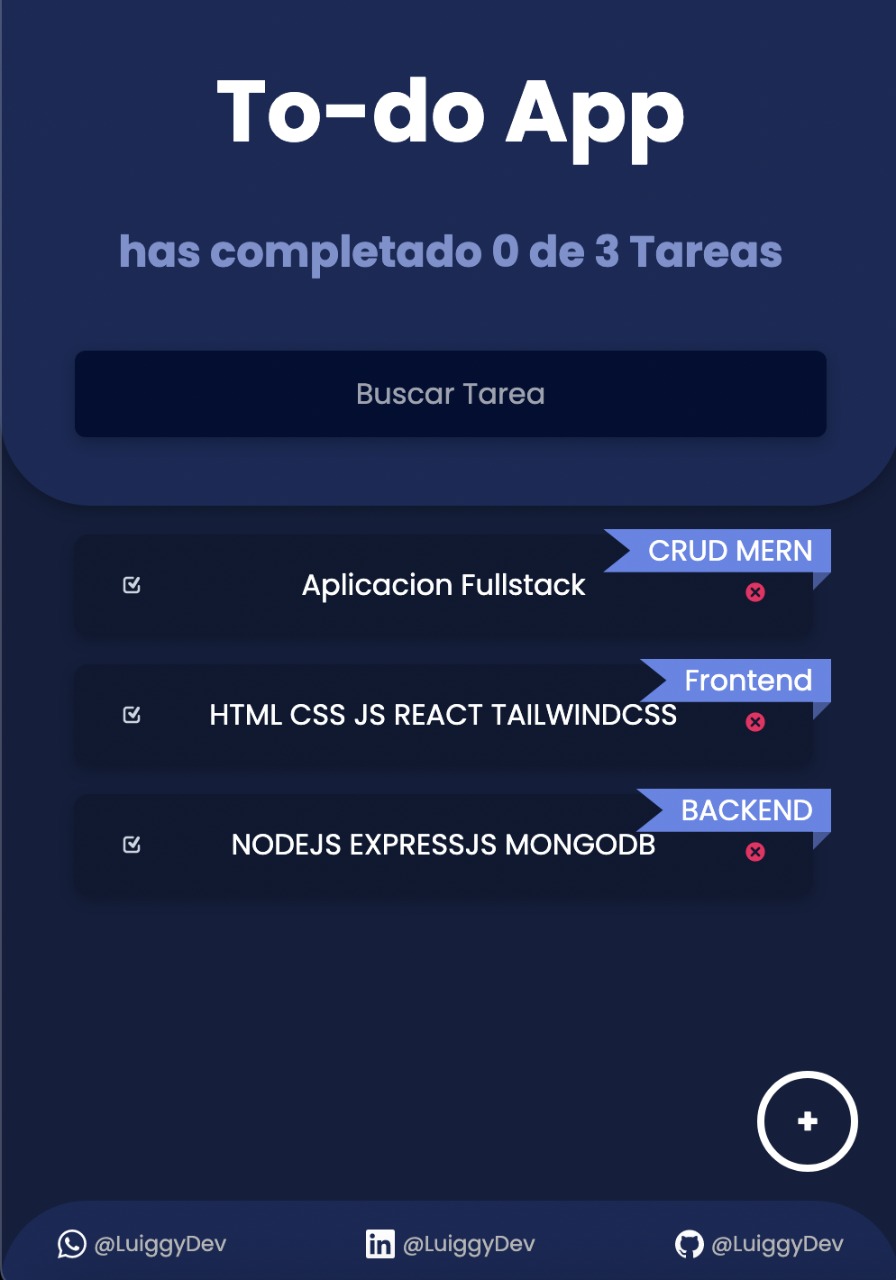 To-do App
has completado 0 de 3 Tareas
Buscar Tarea
CRUD MERN
Aplicacion Fullstack
Frontend
HTML CSS JS REACT TAILWINDCSS
BACKEND
NODEJS EXPRESSJS MONGODB
+
@LuiggyDev in @LuiggyDev @LuiggyDev